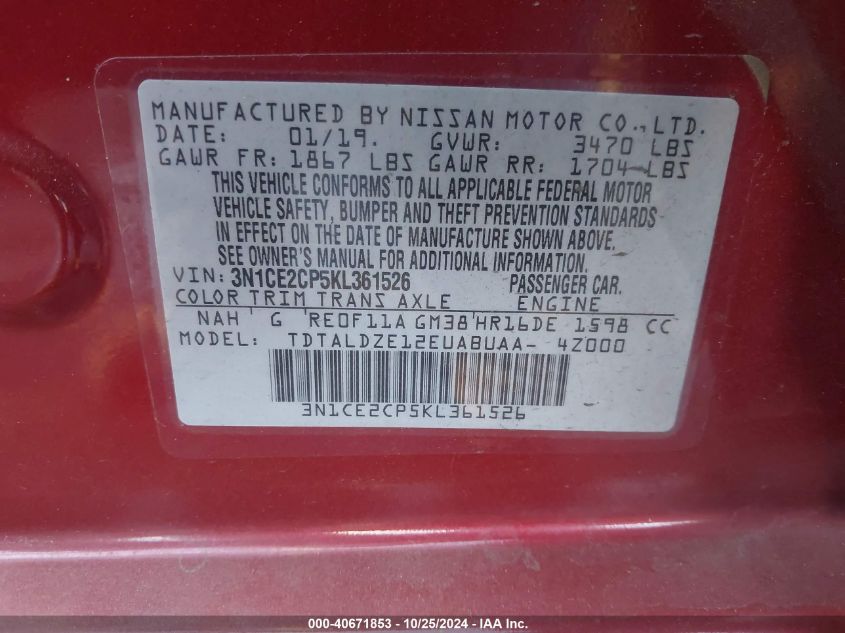 MANUFACTURED BY NISSAN MOTOR CO.,LTD.
DATE: 01/19. GVWR: 3470 LBS
GAWR FR: 1867 LBS GAWR RR: 1704 LBS
THIS VEHICLE CONFORMS TO ALL APPLICABLE FEDERAL MOTOR
VEHICLE SAFETY, BUMPER AND THEFT PREVENTION STANDARDS
IN EFFECT ON THE DATE OF MANUFACTURE SHOWN ABOVE.
SEE OWNER'S MANUAL FOR ADDITIONAL INFORMATION.
VIN: 3N1CE2CP5KL361526 PASSENGER CAR.
COLOR TRIM TRANS AXLE ENGINE
NAH G RE0F11A GM38 HR16DE 1598 CC
MODEL: TDTALDZE12EUABUAA- 4Z000
3N1CE2CP5KL361526
000-40671853 - 10/25/2024 - IAA Inc.